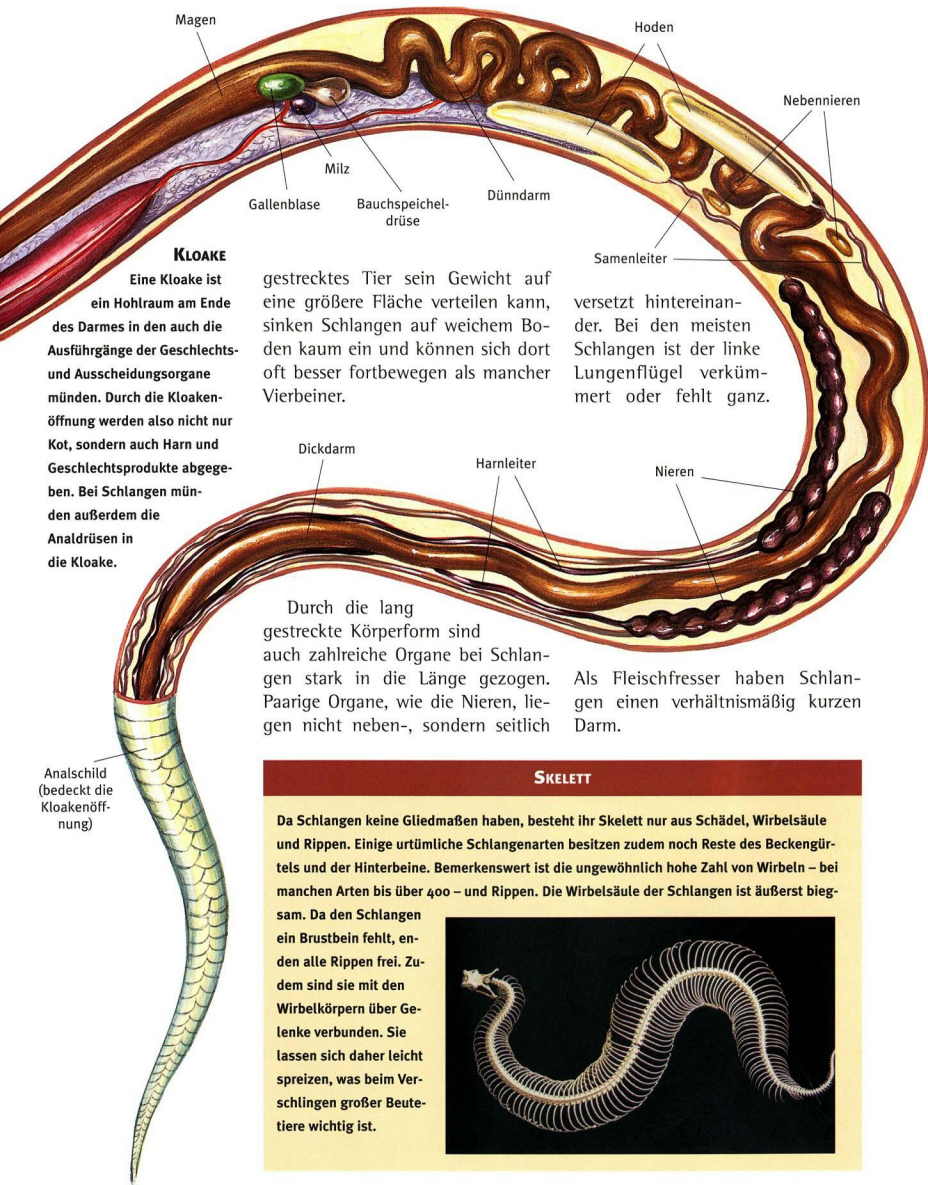 Magen
Hoden
Nebennieren
Milz
Gallenblase
Bauchspeichel-
drüse
Dünndarm
Samenleiter
KLOAKE
Eine Kloake ist
ein Hohlraum am Ende
des Darmes in den auch die
Ausführgänge der Geschlechts-
und Ausscheidungsorgane
münden. Durch die Kloaken-
öffnung werden also nicht nur
Kot, sondern auch Harn und
Geschlechtsprodukte abgege-
ben. Bei Schlangen mün-
den außerdem die
Analdrüsen in
die Kloake.
gestrecktes Tier sein Gewicht auf
eine größere Fläche verteilen kann,
sinken Schlangen auf weichem Bo-
den kaum ein und können sich dort
oft besser fortbewegen als mancher
Vierbeiner.
versetzt hintereinan-
der. Bei den meisten
Schlangen ist der linke
Lungenflügel verküm-
mert oder fehlt ganz.
Dickdarm
Harnleiter
Nieren
Durch die lang
gestreckte Körperform sind
auch zahlreiche Organe bei Schlan-
gen stark in die Länge gezogen.
Paarige Organe, wie die Nieren, lie-
gen nicht neben-, sondern seitlich
Als Fleischfresser haben Schlan-
gen einen verhältnismäßig kurzen
Darm.
Analschild
(bedeckt die
Kloakenöff-
nung)
SKELETT
Da Schlangen keine Gliedmaßen haben, besteht ihr Skelett nur aus Schädel, Wirbelsäule
und Rippen. Einige urtümliche Schlangenarten besitzen zudem noch Reste des Beckengür-
tels und der Hinterbeine. Bemerkenswert ist die ungewöhnlich hohe Zahl von Wirbeln – bei
manchen Arten bis über 400 – und Rippen. Die Wirbelsäule der Schlangen ist äußerst bieg-
sam. Da den Schlangen
ein Brustbein fehlt, en-
den alle Rippen frei. Zu-
dem sind sie mit den
Wirbelkörpern über Ge-
lenke verbunden. Sie
lassen sich daher leicht
spreizen, was beim Ver-
schlingen großer Beute-
tiere wichtig ist.